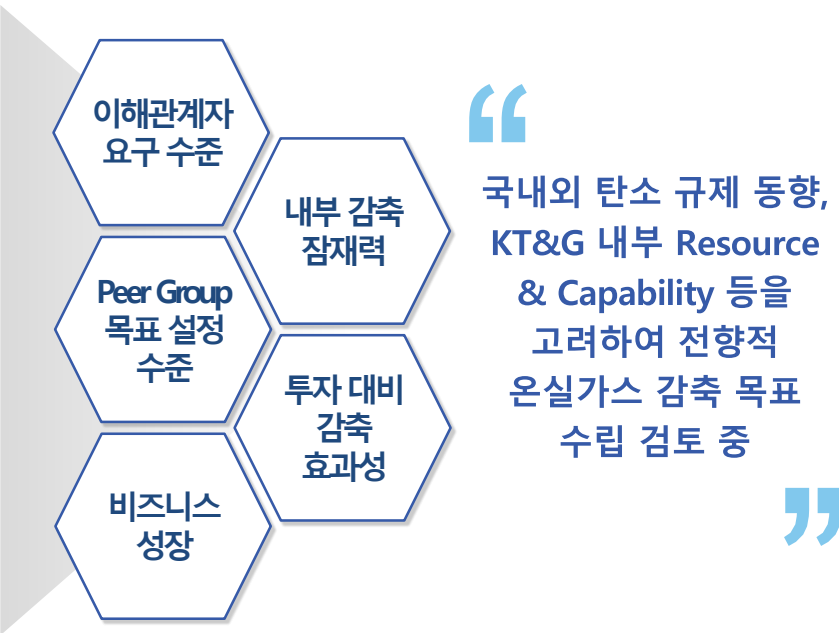 이해관계자
요구 수준
내부 감축
잠재력
Peer Group
목표 설정
수준
투자 대비
감축
효과성
비즈니스
성장
“
국내외 탄소 규제 동향,
KT&G 내부 Resource
& Capability 등을
고려하여 전향적
온실가스 감축 목표
수립 검토 중
”